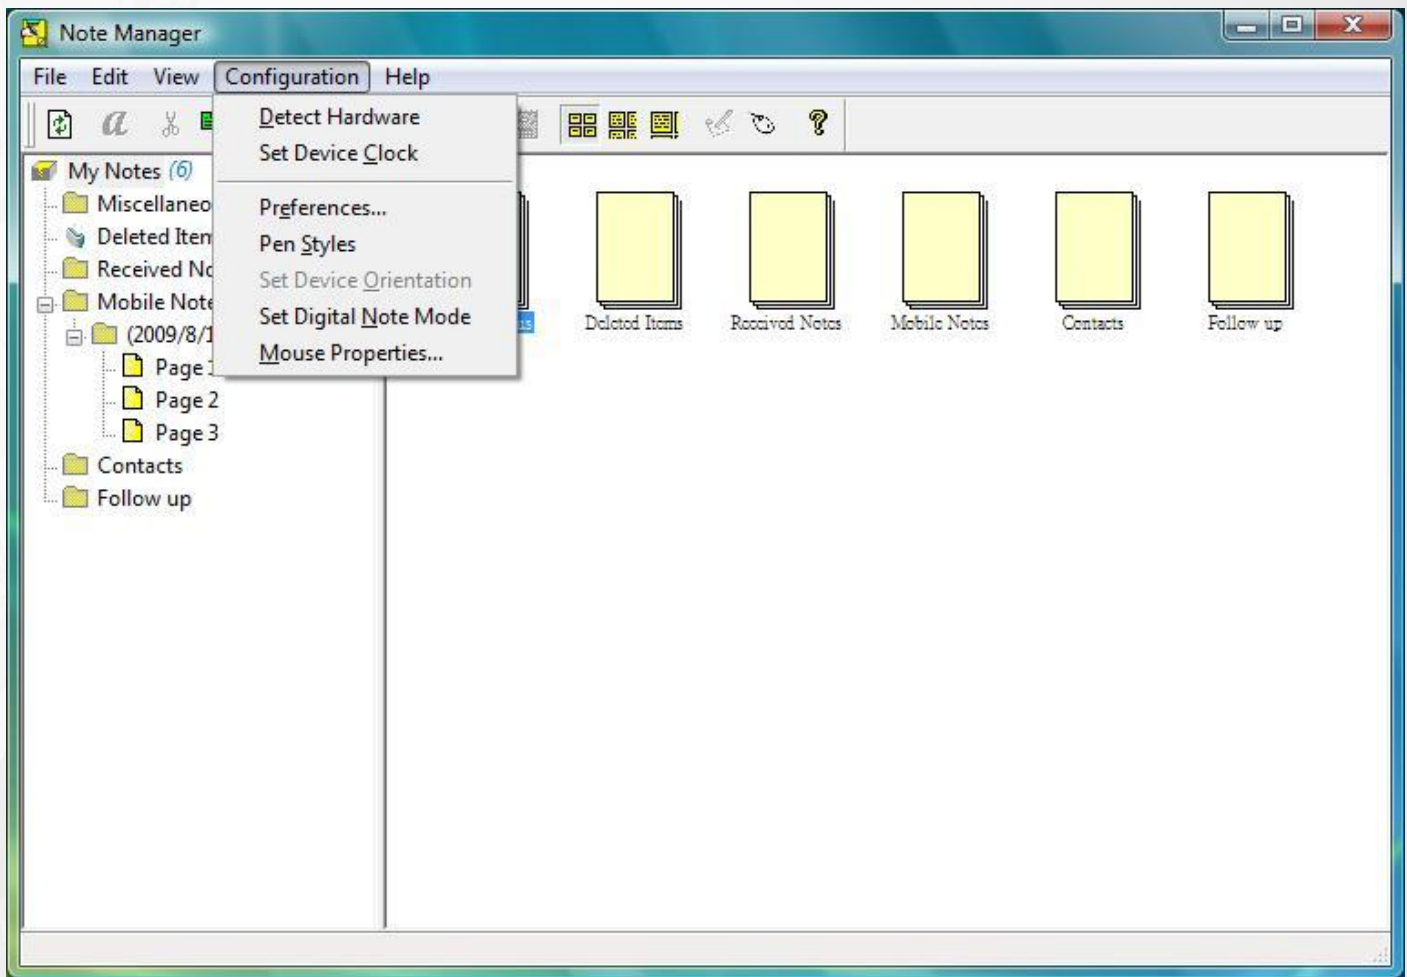 Note Manager
File Edit View Configuration Help
Detect Hardware
Set Device Clock
Preferences...
Pen Styles
Set Device Orientation
Set Digital Note Mode
Mouse Properties...
My Notes (6)
Miscellaneo
Deleted Item
Received No
Mobile Note
(2009/8/1
Page
Page 2
Page 3
Contacts
Follow up
us
Deleted Items
Received Notes
Mobile Notes
Contacts
Follow up